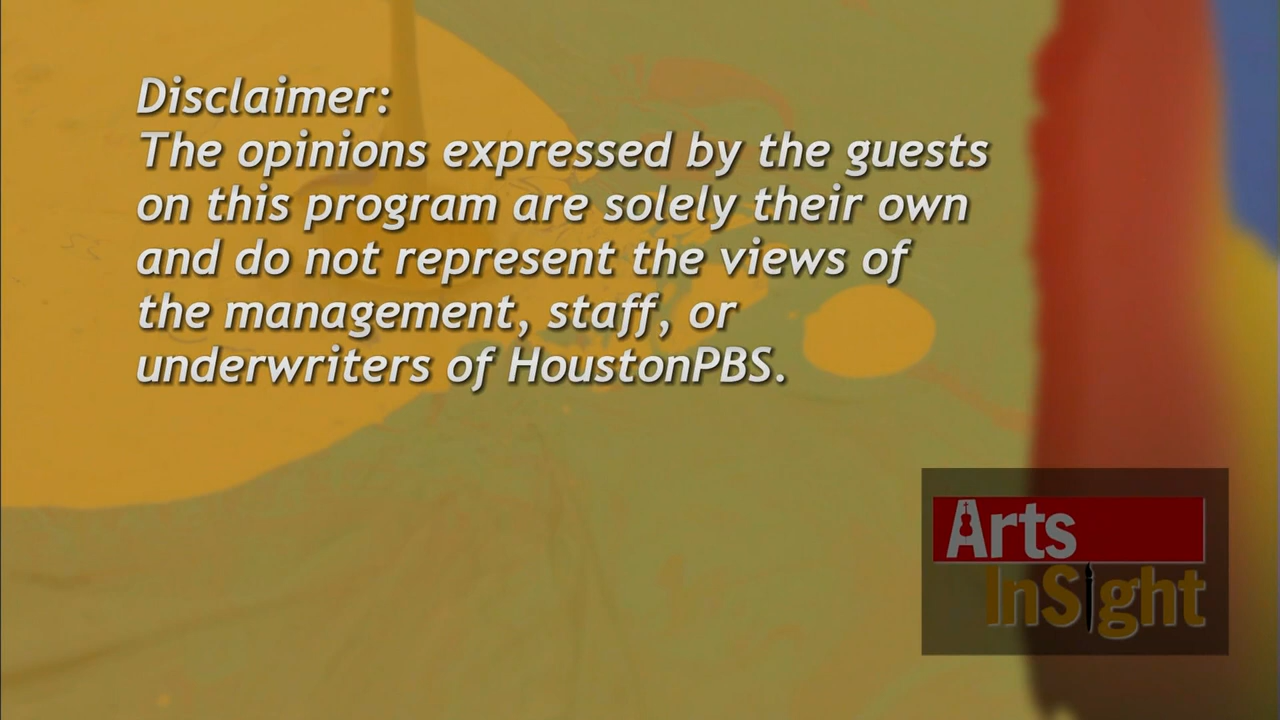 Disclaimer:
The opinions expressed by the guests
on this program are solely their own
and do not represent the views of
the management, staff, or
underwriters of HoustonPBS.
Arts
InSight